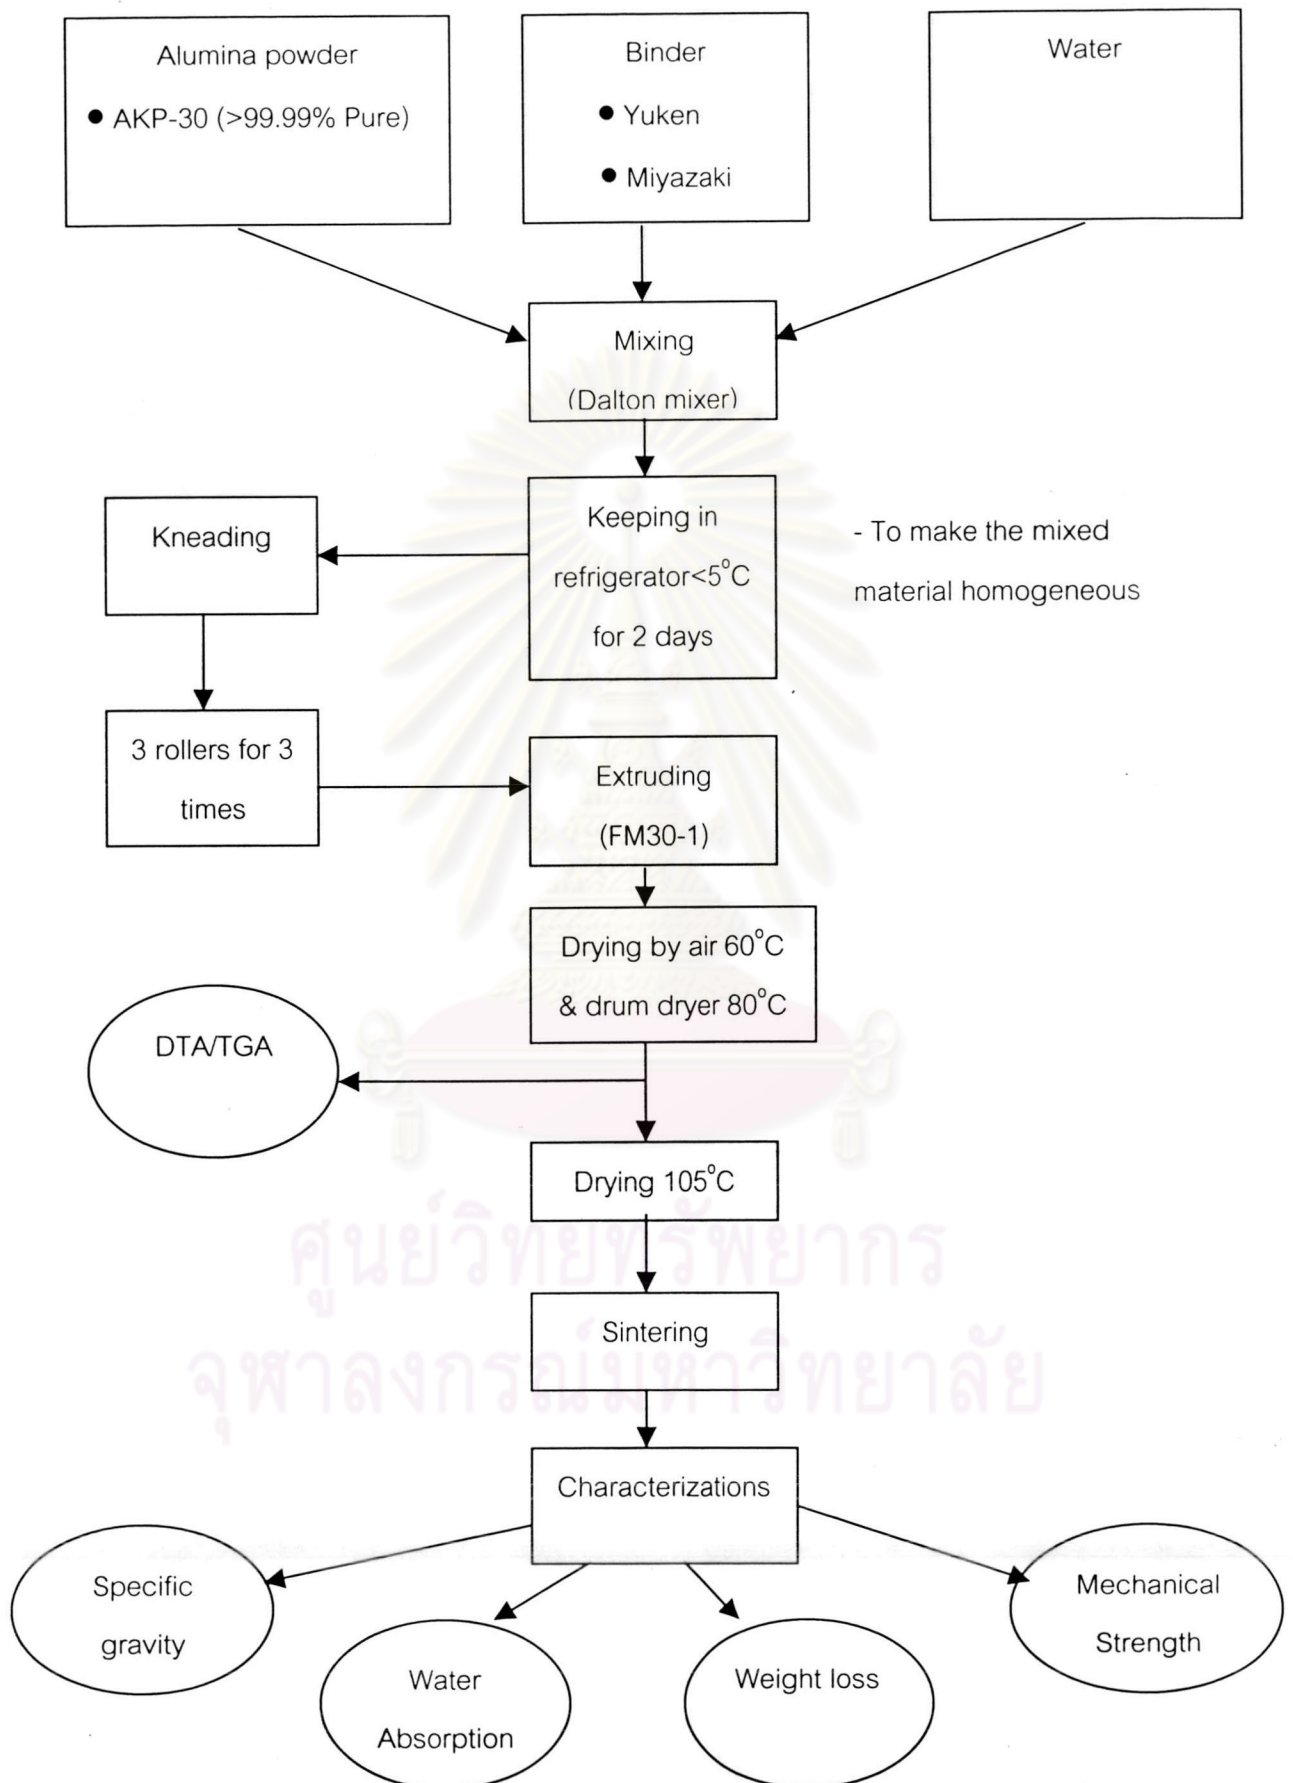 Alumina powder
● AKP-30 (>99.99% Pure)
Binder
● Yuken
● Miyazaki
Water
Mixing
(Dalton mixer)
Keeping in
refrigerator<5°C
for 2 days
- To make the mixed
material homogeneous
Kneading
3 rollers for 3
times
Extruding
(FM30-1)
Drying by air 60°C
& drum dryer 80°C
DTA/TGA
Drying 105°C
ศูนย์วิทยทรัพยากร
Sintering
จุฬาลงกรณ์มหาวิทยาลัย
Characterizations
Specific
gravity
Water
Absorption
Weight loss
Mechanical
Strength